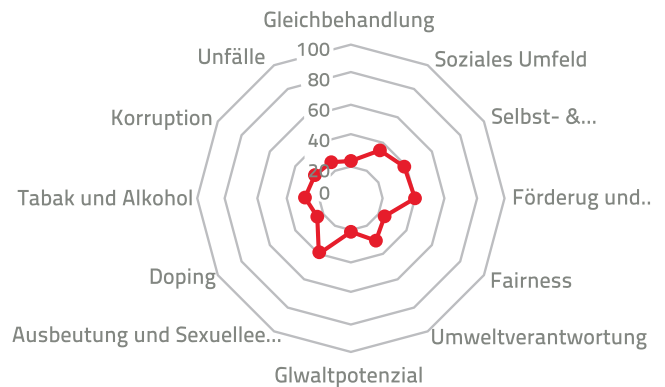 Gleichbehandlung
Unfälle
100
Soziales Umfeld
80
Korruption
60
Selbst- &...
40
20
Tabak und Alkohol
0
Förderug und..
Doping
Fairness
Ausbeutung und Sexuellee...
Umweltverantwortung
Glwaltpotenzial